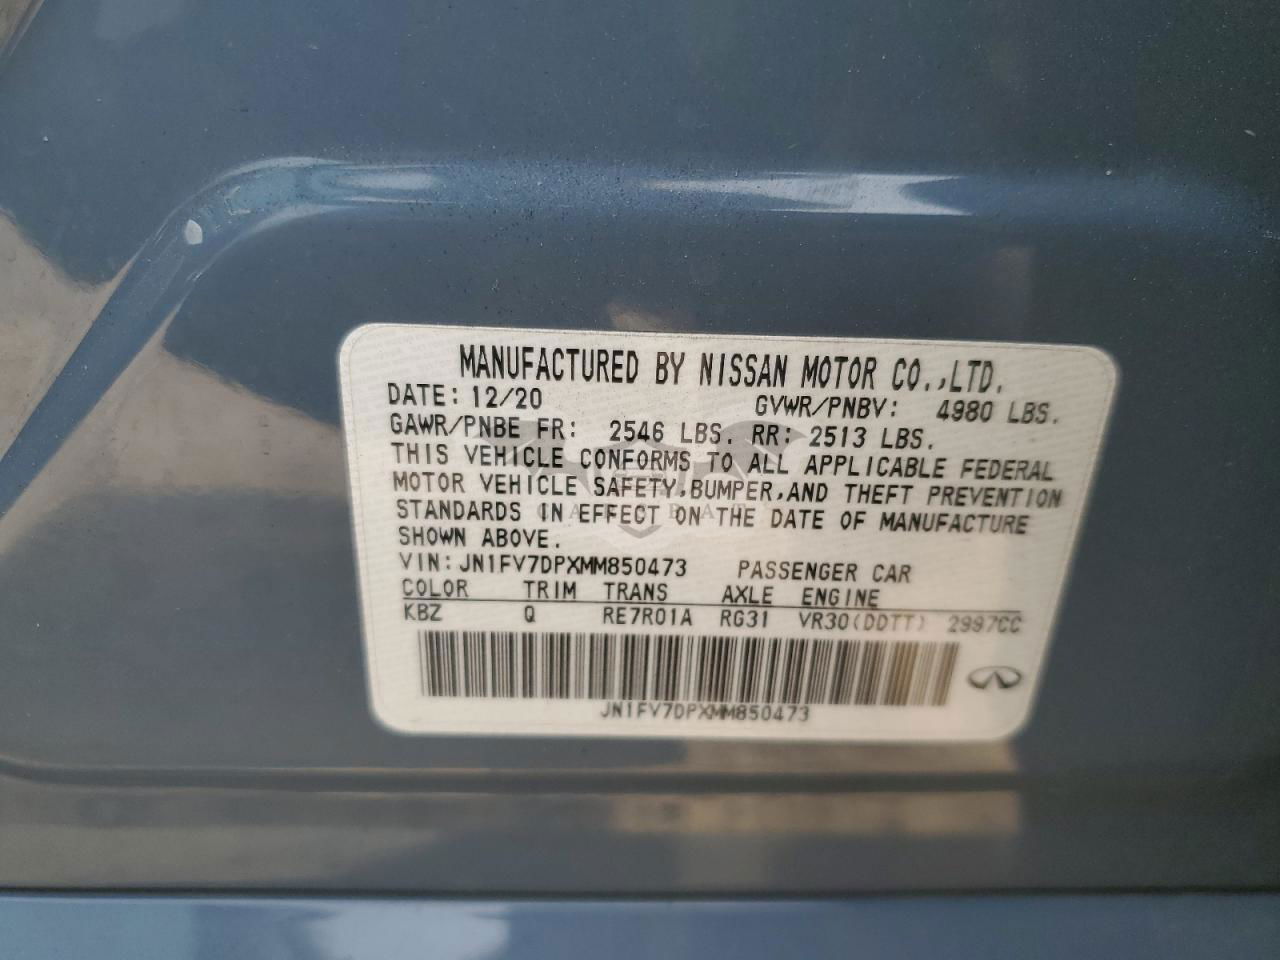 MANUFACTURED BY NISSAN MOTOR CO.,LTD.
DATE: 12/20 GVWR/PNBV: 4980 LBS.
GAWR/PNBE FR: 2546 LBS. RR: 2513 LBS.
THIS VEHICLE CONFORMS TO ALL APPLICABLE FEDERAL
MOTOR VEHICLE SAFETY,BUMPER,AND THEFT PREVENTION
STANDARDS IN EFFECT ON THE DATE OF MANUFACTURE
SHOWN ABOVE.
VIN: JN1FV7DPXMM850473 PASSENGER CAR
COLOR TRIM TRANS AXLE ENGINE
KBZ Q RE7R01A RG31 VR30(DDTT) 2997CC
JN1FV7DPXMM850473